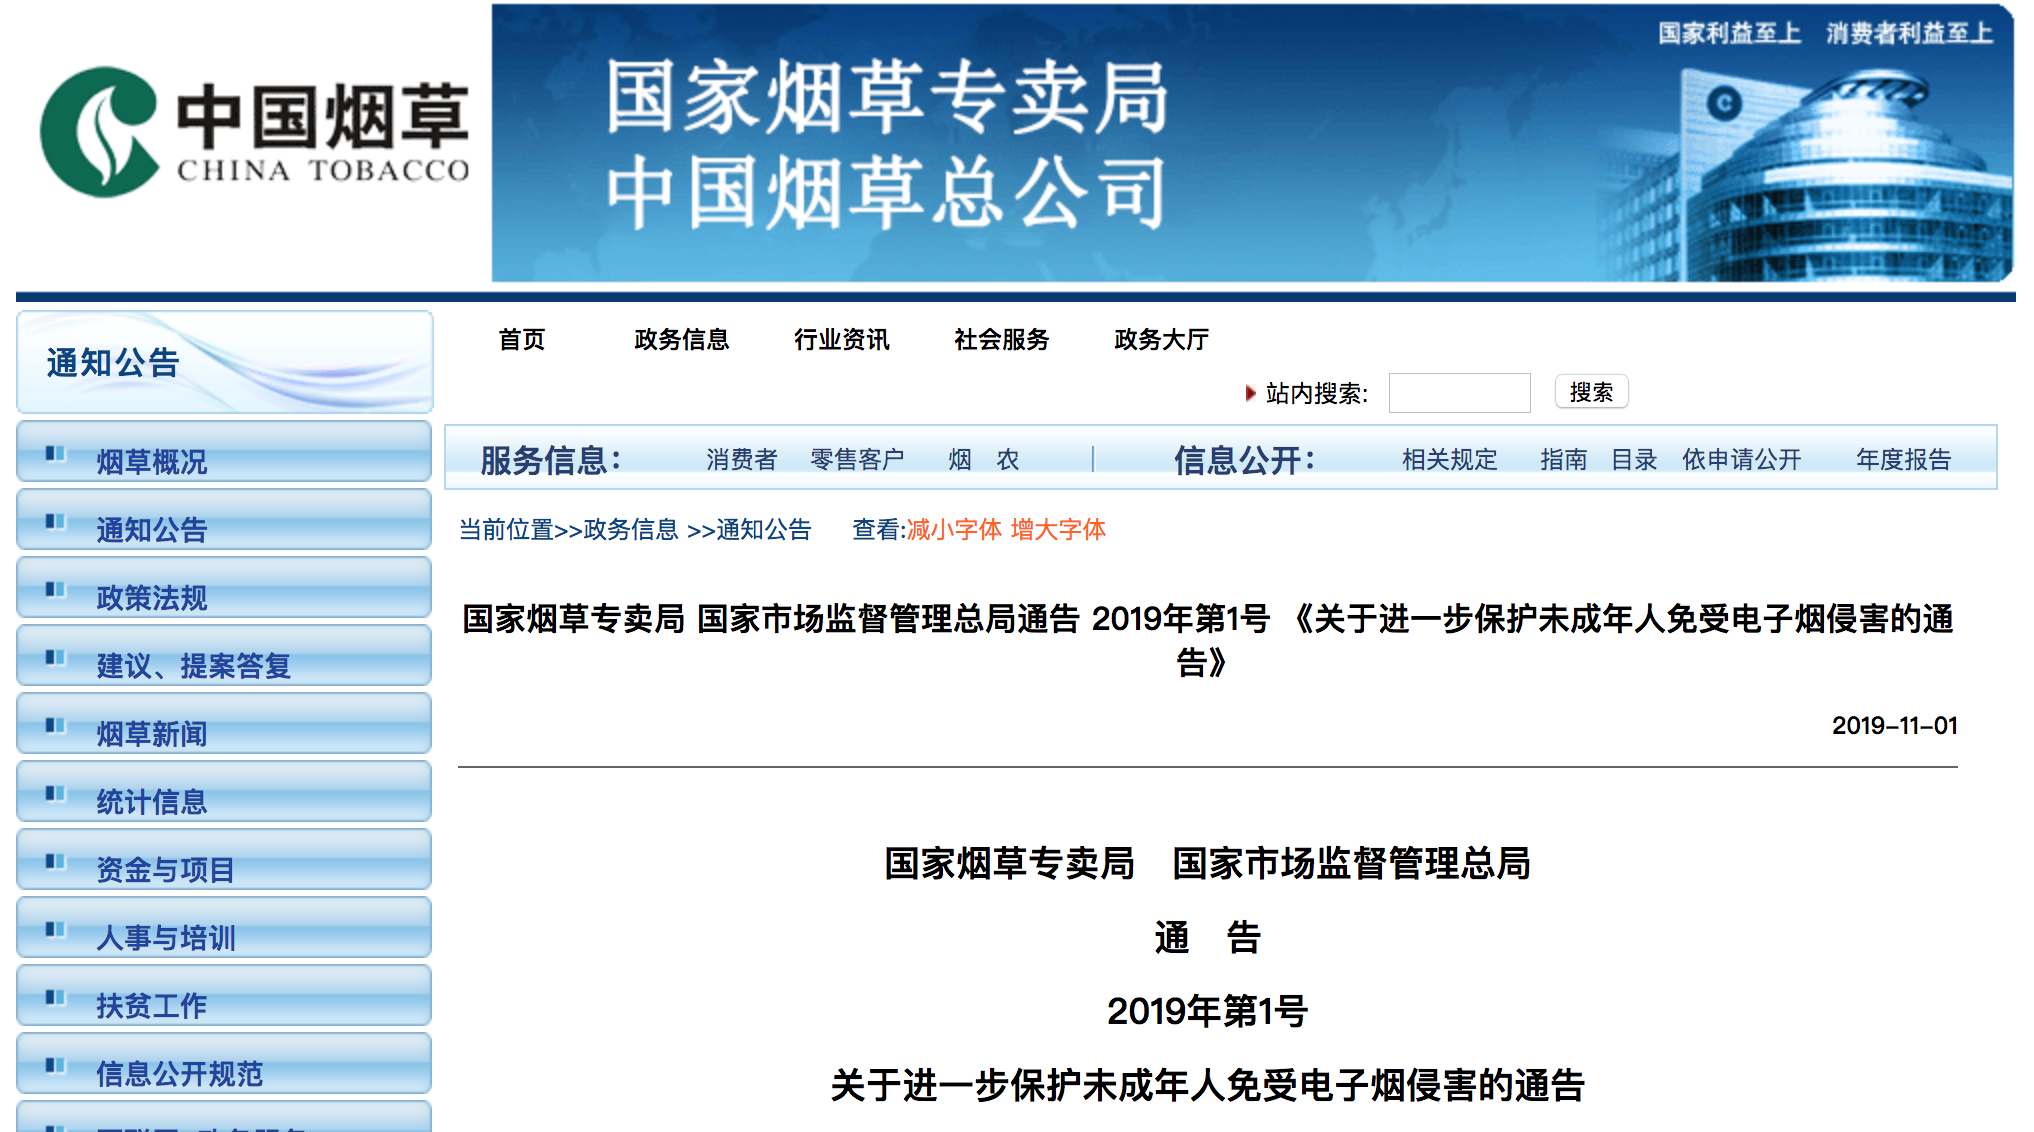 国家利益至上 消费者利益至上
中国烟草
CHINA TOBACCO
国家烟草专卖局
中国烟草总公司
通知公告
首页 政务信息 行业资讯 社会服务 政务大厅
站内搜索: 搜索
服务信息： 消费者 零售客户 烟 农 | 信息公开： 相关规定 指南 目录 依申请公开 年度报告
烟草概况
通知公告
政策法规
建议、提案答复
烟草新闻
统计信息
资金与项目
人事与培训
扶贫工作
信息公开规范
当前位置>>政务信息 >>通知公告 查看:减小字体 增大字体
国家烟草专卖局 国家市场监督管理总局通告 2019年第1号 《关于进一步保护未成年人免受电子烟侵害的通
告》
2019-11-01
国家烟草专卖局 国家市场监督管理总局
通 告
2019年第1号
关于进一步保护未成年人免受电子烟侵害的通告